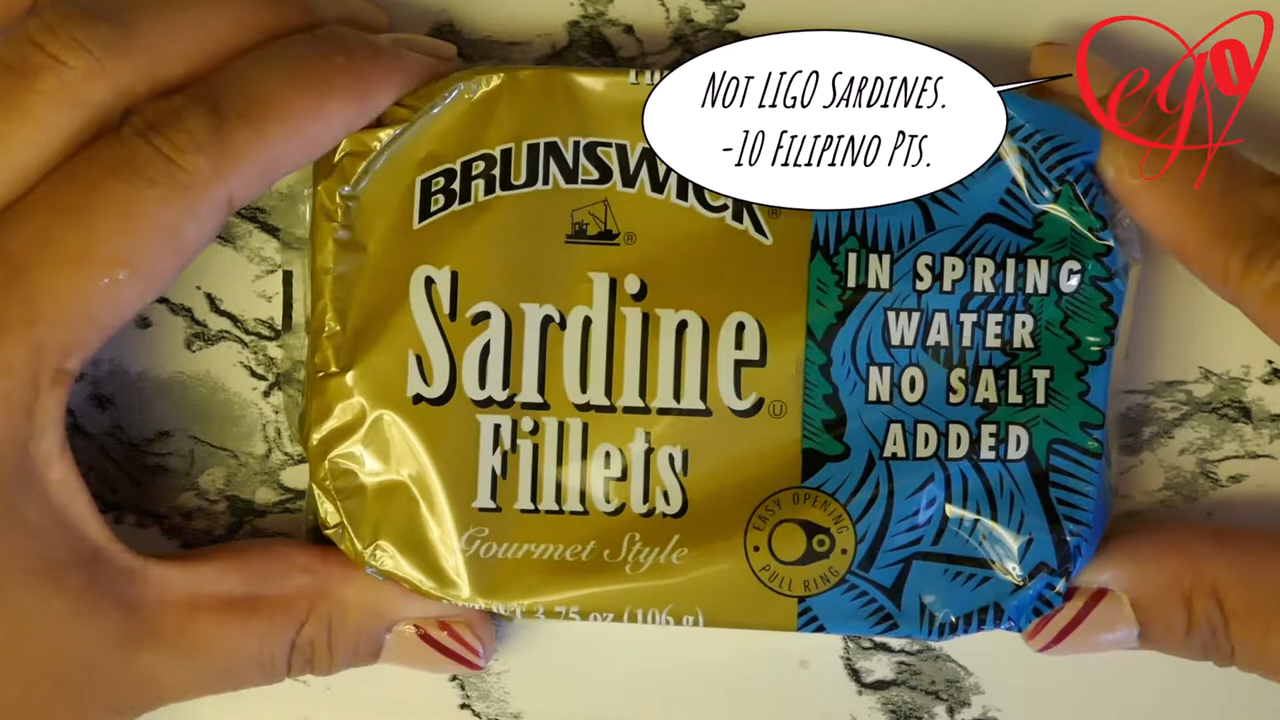 Not LIGO Sardines.
-10 Filipino Pts.
ego
BRUNSWICK®
®
Sardine
Fillets
U
Gourmet Style
3.75 oz (106 g)
IN SPRING
WATER
NO SALT
ADDED
EASY OPENING
PULL RING